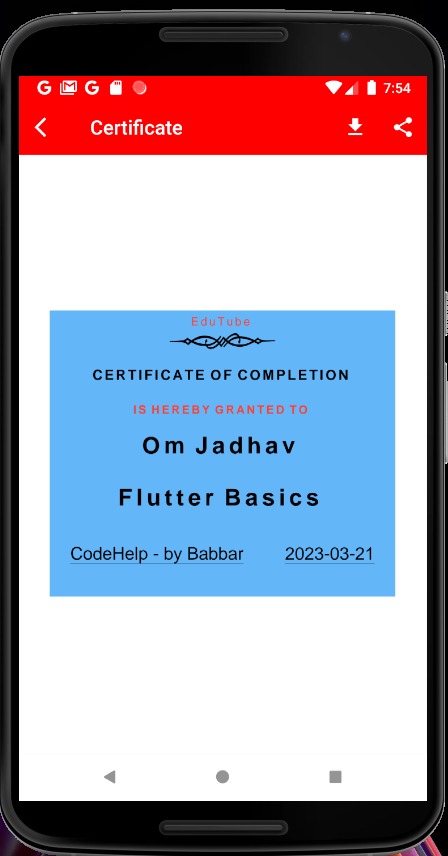 7:54
Certificate
EduTube
CERTIFICATE OF COMPLETION
IS HEREBY GRANTED TO
Om Jadhav
Flutter Basics
CodeHelp - by Babbar 2023-03-21